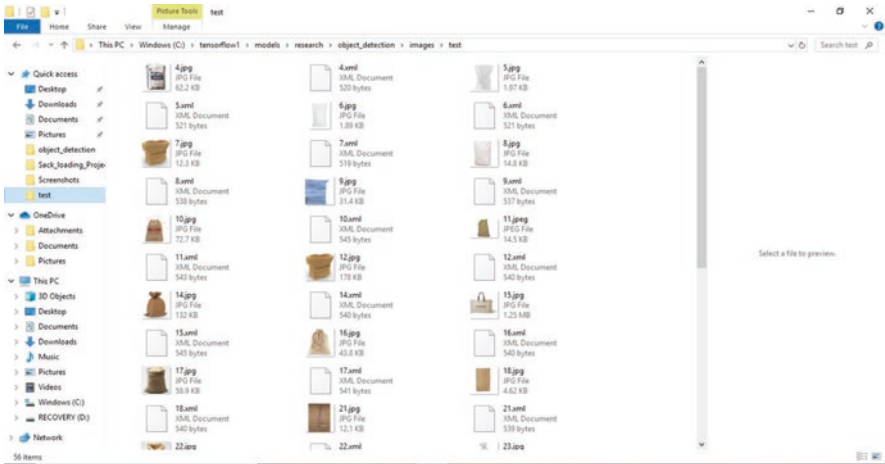 Picture Tools test
File Home Share View Manage
This PC › Windows (C:) › tensorflow1 › models › research › object_detection › images › test
Search test
Quick access
Desktop
Downloads
Documents
Pictures
object_detection
Sack_loading_Proje
Screenshots
test
OneDrive
Attachments
Documents
Pictures
This PC
3D Objects
Desktop
Documents
Downloads
Music
Pictures
Videos
Windows (C:)
RECOVERY (D:)
Network
4.jpg
JPG File
62.2 KB
4.xml
XML Document
520 bytes
5.jpg
JPG File
1.97 KB
5.xml
XML Document
521 bytes
6.jpg
JPG File
1.89 KB
6.xml
XML Document
521 bytes
7.jpg
JPG File
12.3 KB
7.xml
XML Document
519 bytes
8.jpg
JPG File
14.8 KB
8.xml
XML Document
538 bytes
9.jpg
JPG File
31.4 KB
9.xml
XML Document
537 bytes
10.jpg
JPG File
72.7 KB
10.xml
XML Document
545 bytes
11.jpeg
JPEG File
14.5 KB
11.xml
XML Document
543 bytes
12.jpg
JPG File
178 KB
12.xml
XML Document
540 bytes
14.jpg
JPG File
132 KB
14.xml
XML Document
540 bytes
15.jpg
JPG File
1.25 MB
15.xml
XML Document
545 bytes
16.jpg
JPG File
43.8 KB
16.xml
XML Document
540 bytes
17.jpg
JPG File
58.9 KB
17.xml
XML Document
541 bytes
18.jpg
JPG File
4.62 KB
18.xml
XML Document
540 bytes
21.jpg
JPG File
12.1 KB
21.xml
XML Document
539 bytes
22.jpg
22.xml
23.jpg
Select a file to preview.
56 items